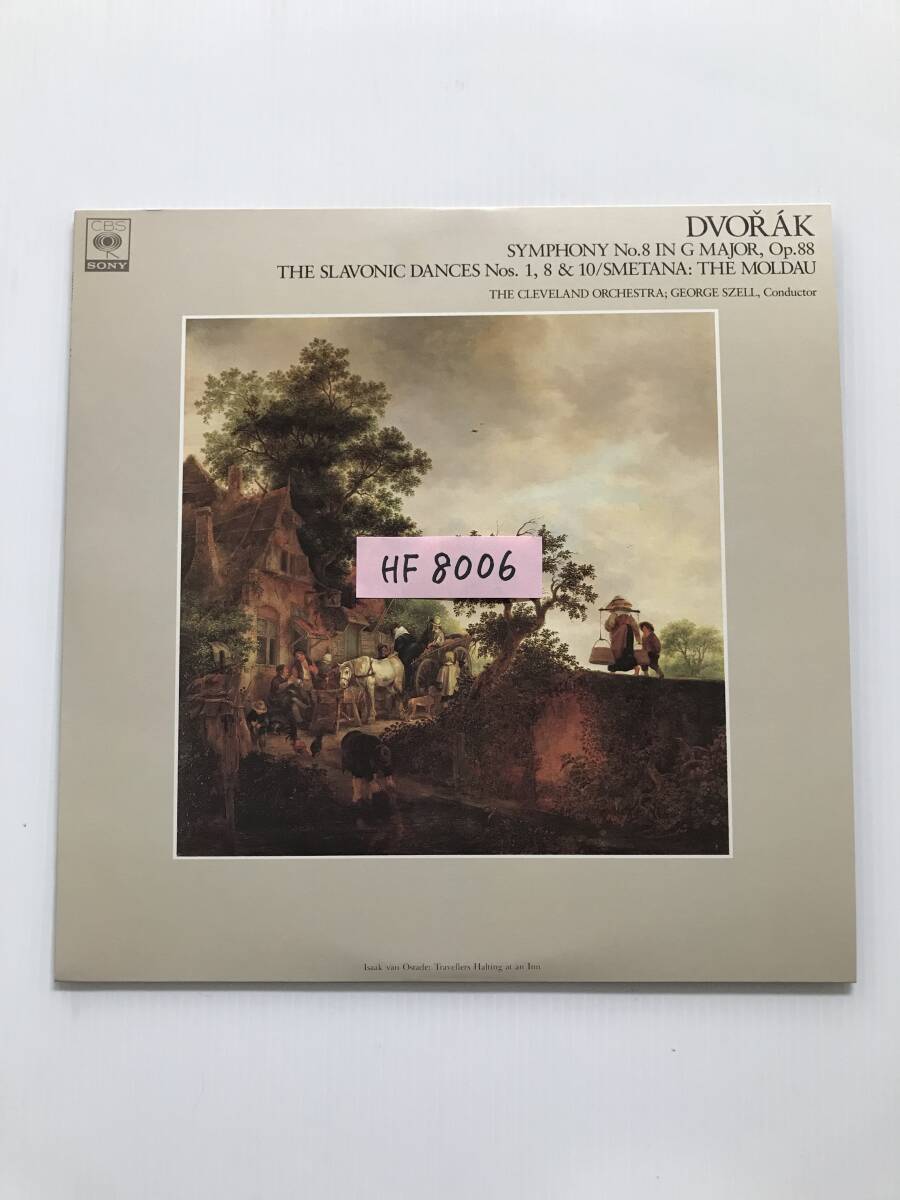 CBS
SONY
DVOŘÁK
SYMPHONY No.8 IN G MAJOR, Op.88
THE SLAVONIC DANCES Nos. 1, 8 & 10/SMETANA: THE MOLDAU
THE CLEVELAND ORCHESTRA; GEORGE SZELL, Conductor
HF 8006
Isaak van Ostade: Travellers Halting at an Inn